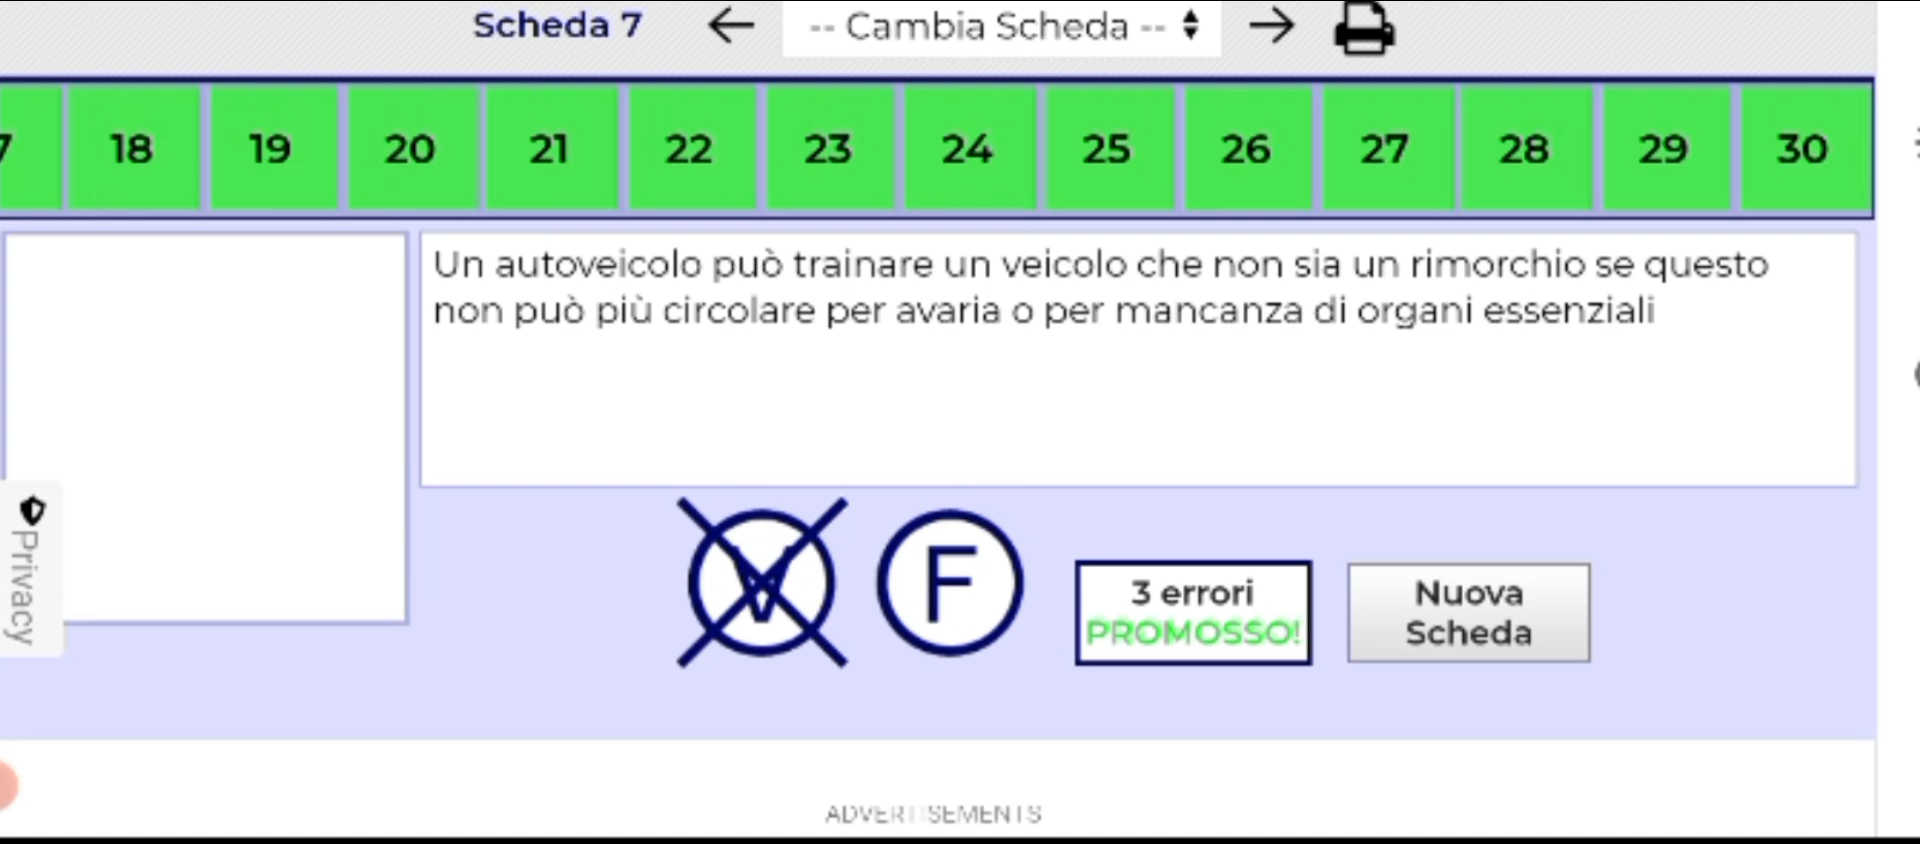 Scheda 7
-- Cambia Scheda --
7 18 19 20 21 22 23 24 25 26 27 28 29 30
Un autoveicolo può trainare un veicolo che non sia un rimorchio se questo
non può più circolare per avaria o per mancanza di organi essenziali
V F
3 errori
PROMOSSO!
Nuova
Scheda
Privacy
ADVERTISEMENTS